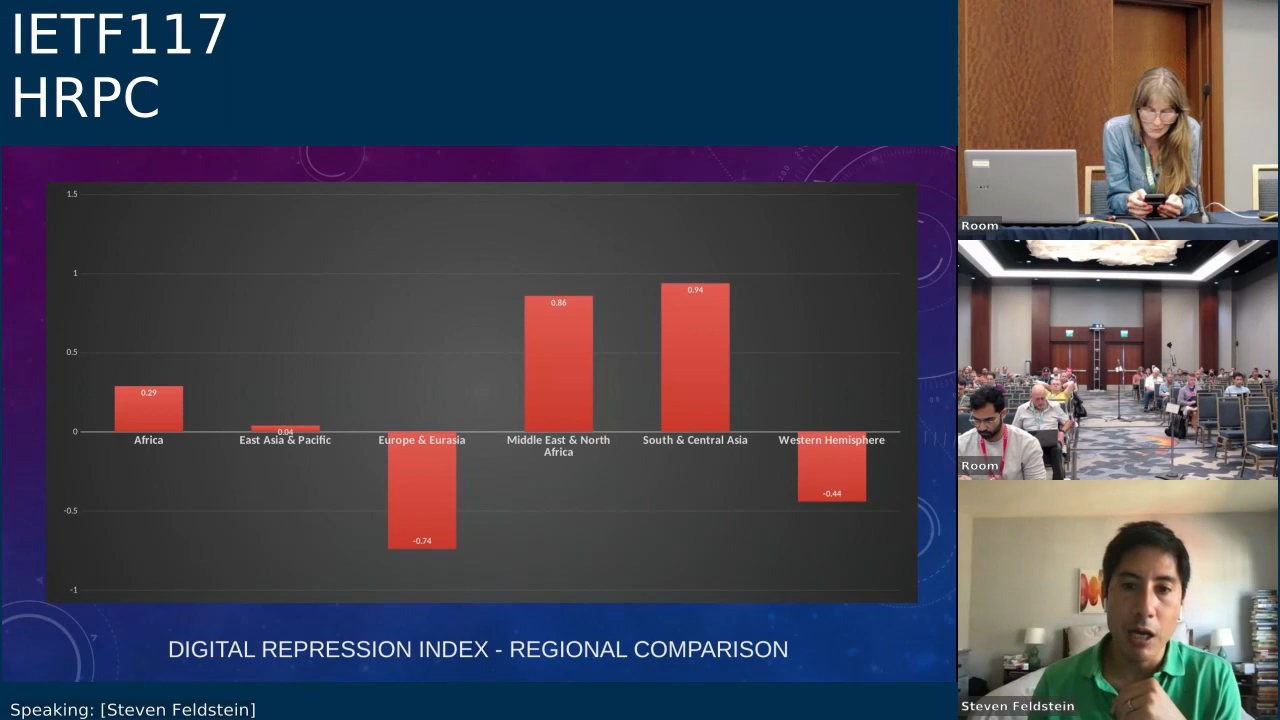 IETF117
HRPC
1.5
1
0.5
0
-0.5
-1
0.29
0.04
-0.74
0.86
0.94
-0.44
Africa
East Asia & Pacific
Europe & Eurasia
Middle East & North
Africa
South & Central Asia
Western Hemisphere
DIGITAL REPRESSION INDEX - REGIONAL COMPARISON
Speaking: [Steven Feldstein]
Room
Room
Steven Feldstein